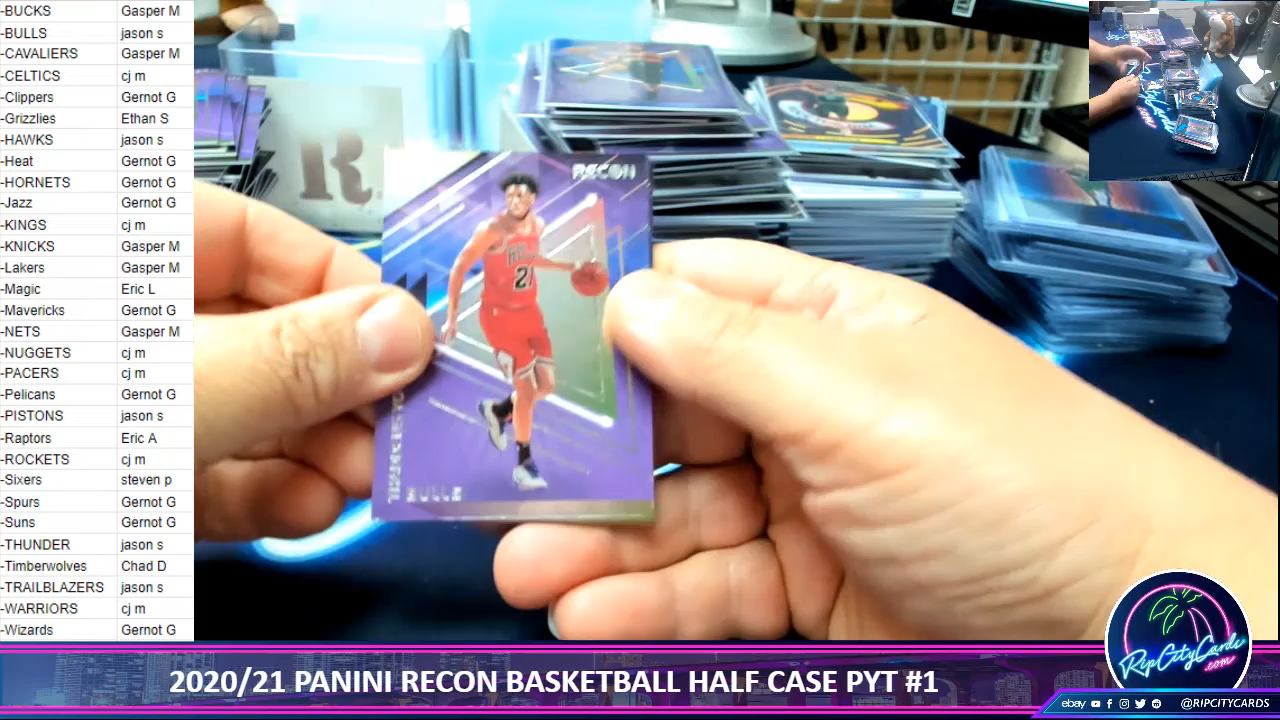 -BUCKS Gasper M
-BULLS jason s
-CAVALIERS Gasper M
-CELTICS cj m
-Clippers Gernot G
-Grizzlies Ethan S
-HAWKS jason s
-Heat Gernot G
-HORNETS Gernot G
-Jazz Gernot G
-KINGS cj m
-KNICKS Gasper M
-Lakers Gasper M
-Magic Eric L
-Mavericks Gernot G
-NETS Gasper M
-NUGGETS cj m
-PACERS cj m
-Pelicans Gernot G
-PISTONS jason s
-Raptors Eric A
-ROCKETS cj m
-Sixers steven p
-Spurs Gernot G
-Suns Gernot G
-THUNDER jason s
-Timberwolves Chad D
-TRAILBLAZERS jason s
-WARRIORS cj m
-Wizards Gernot G
R
RECON
21
BULLS
RipCityCards
.com
2020/21 PANINI RECON BASKETBALL HALF CASE PYT #1
ebay @RIPCITYCARDS